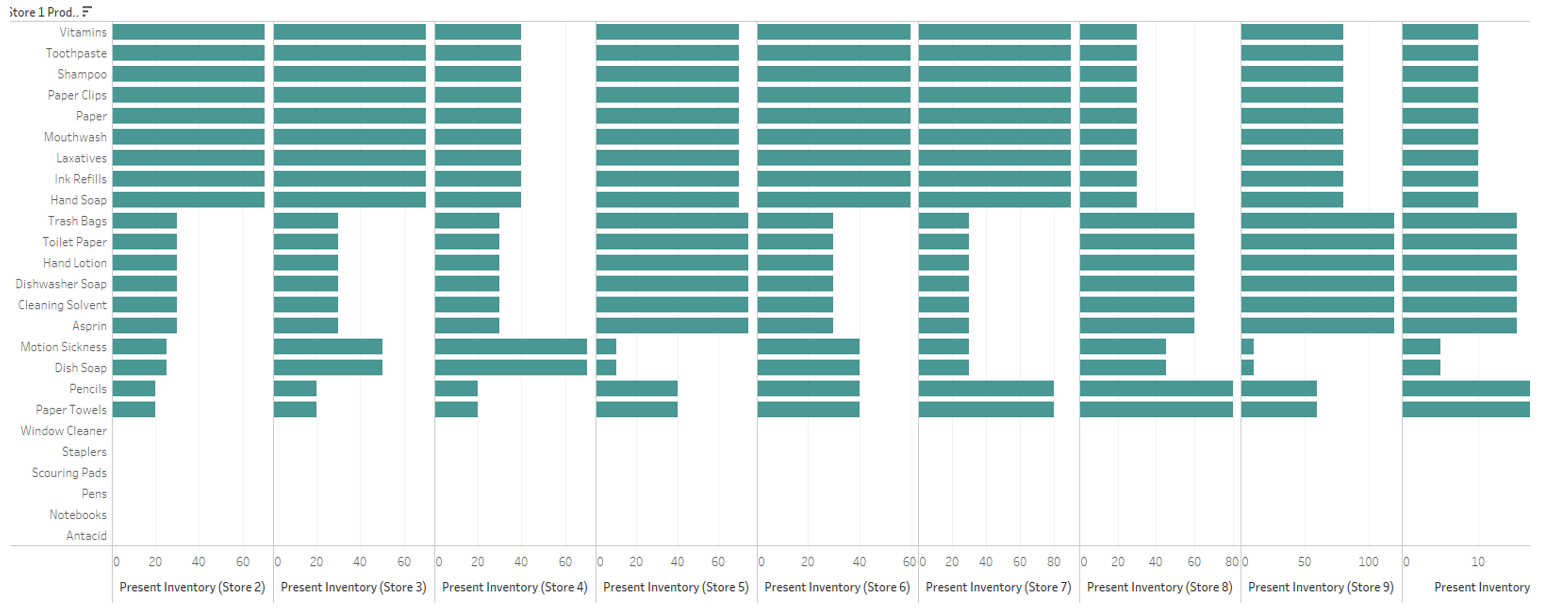 Store 1 Prod..
Vitamins
Toothpaste
Shampoo
Paper Clips
Paper
Mouthwash
Laxatives
Ink Refills
Hand Soap
Trash Bags
Toilet Paper
Hand Lotion
Dishwasher Soap
Cleaning Solvent
Asprin
Motion Sickness
Dish Soap
Pencils
Paper Towels
Window Cleaner
Staplers
Scouring Pads
Pens
Notebooks
Antacid
0 20 40 60 0 20 40 60 0 20 40 60 0 20 40 60 0 20 40 60 0 20 40 60 80 0 20 40 60 80 0 50 100 0 10
Present Inventory (Store 2) Present Inventory (Store 3) Present Inventory (Store 4) Present Inventory (Store 5) Present Inventory (Store 6) Present Inventory (Store 7) Present Inventory (Store 8) Present Inventory (Store 9) Present Inventory